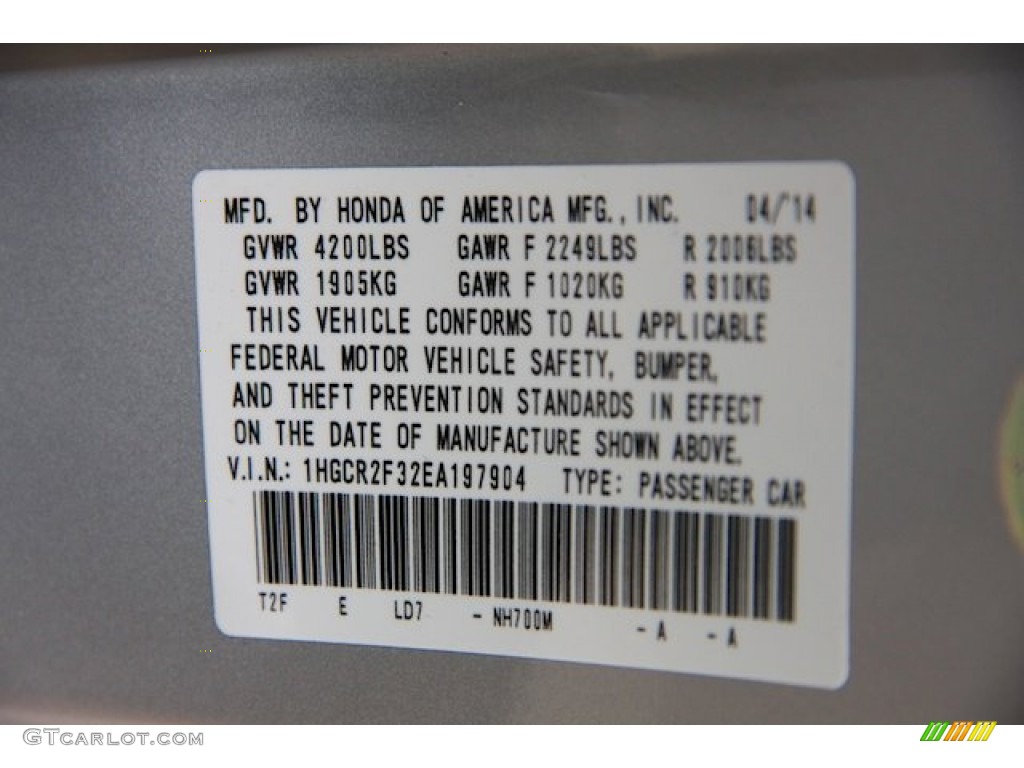 MFD. BY HONDA OF AMERICA MFG., INC. 04/14
GVWR 4200LBS GAWR F 2249LBS R 2006LBS
GVWR 1905KG GAWR F 1020KG R 910KG
THIS VEHICLE CONFORMS TO ALL APPLICABLE
FEDERAL MOTOR VEHICLE SAFETY, BUMPER,
AND THEFT PREVENTION STANDARDS IN EFFECT
ON THE DATE OF MANUFACTURE SHOWN ABOVE.
V.I.N.: 1HGCR2F32EA197904 TYPE: PASSENGER CAR
T2F E LD7 - NH700M - A - A
GTCARLOT.COM